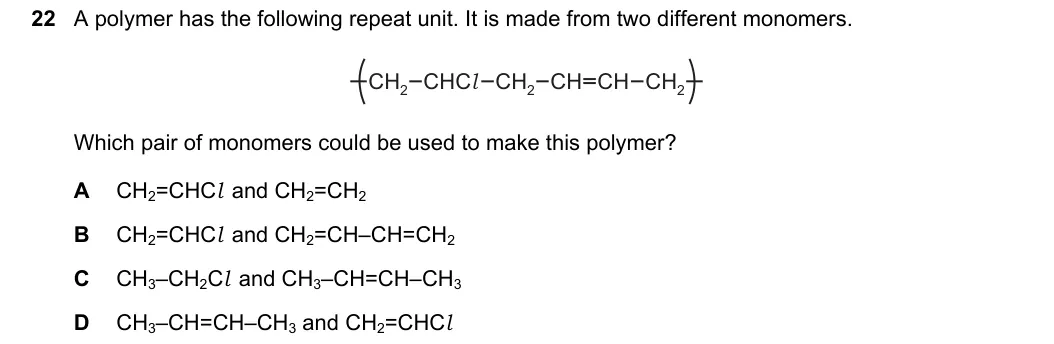 22 A polymer has the following repeat unit. It is made from two different monomers.
(CH₂–CHCl–CH₂–CH=CH–CH₂)
Which pair of monomers could be used to make this polymer?
A CH₂=CHCl and CH₂=CH₂
B CH₂=CHCl and CH₂=CH–CH=CH₂
C CH₃–CH₂Cl and CH₃–CH=CH–CH₃
D CH₃–CH=CH–CH₃ and CH₂=CHCl